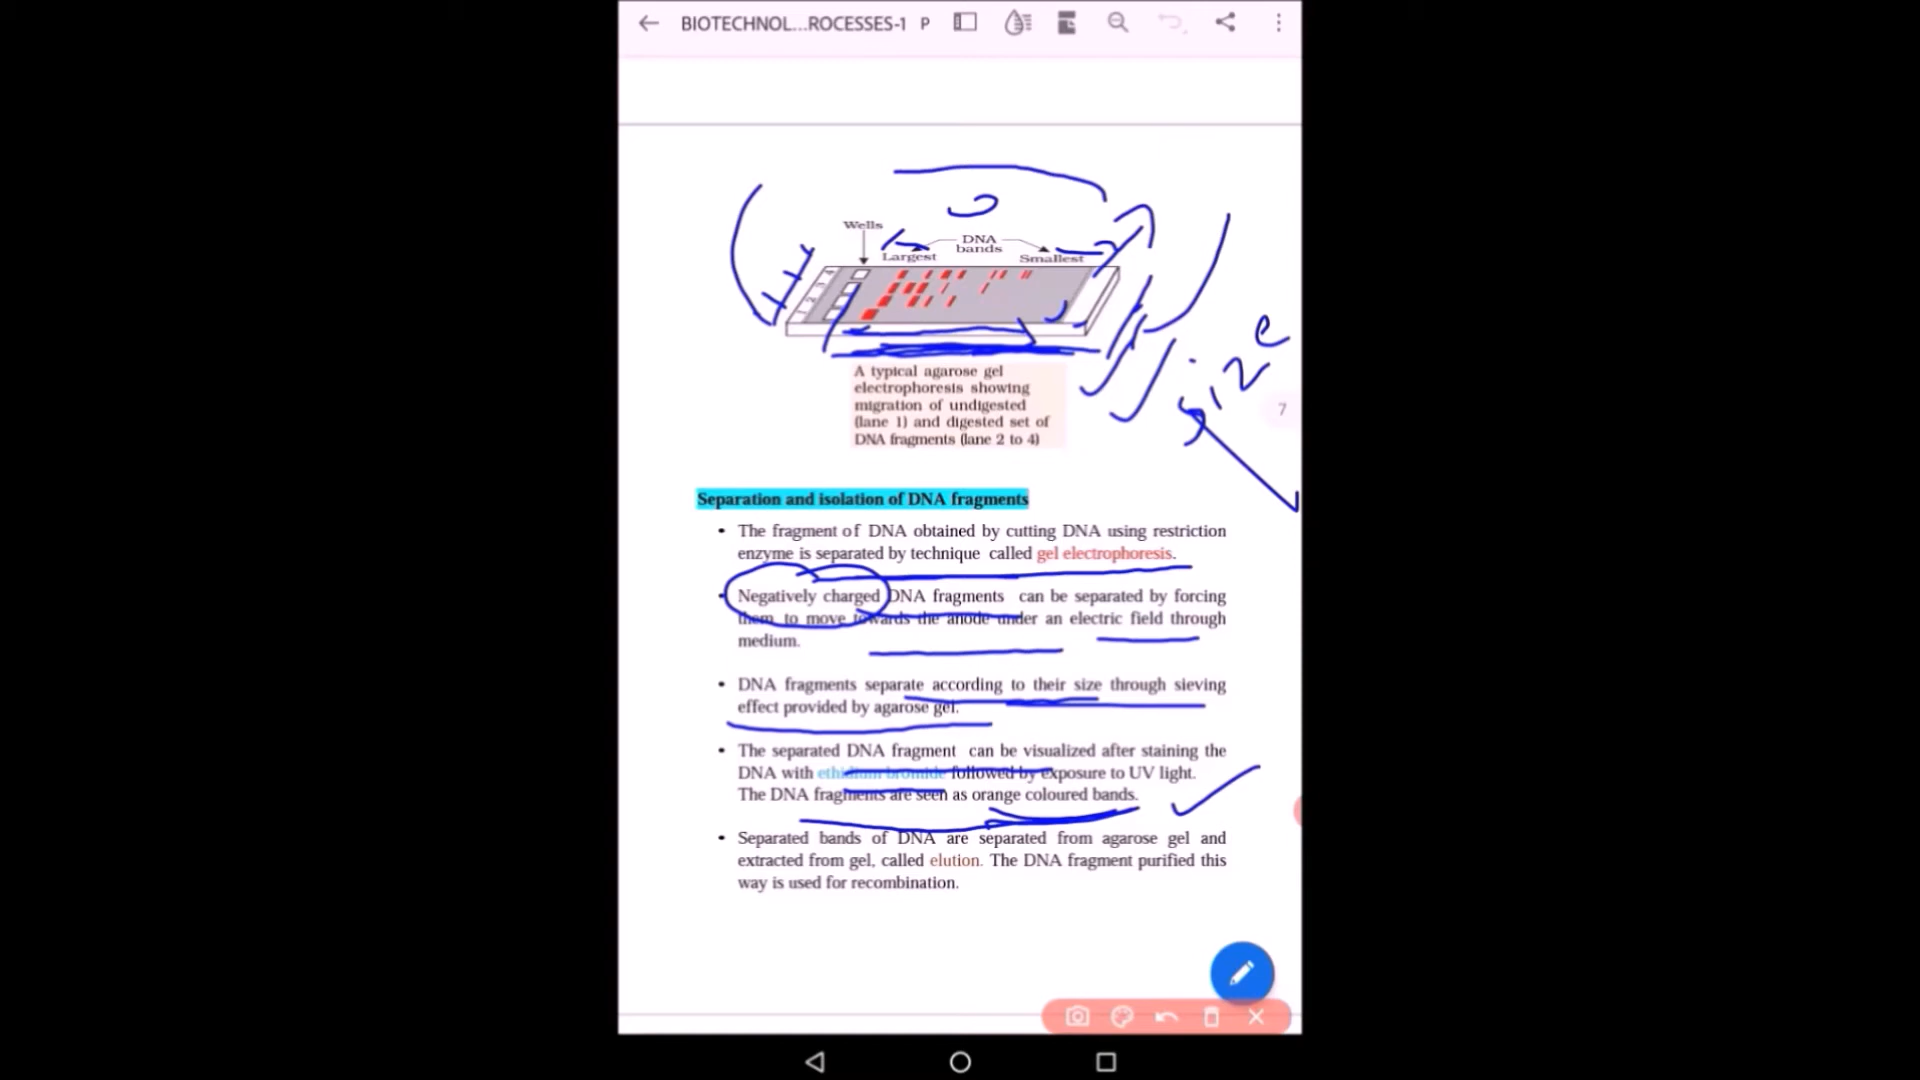 BIOTECHNOL...ROCESSES-1 P
Wells
DNA
bands
Largest
Smallest
1 2 3 4
A typical agarose gel
electrophoresis showing
migration of undigested
(lane 1) and digested set of
DNA fragments (lane 2 to 4)
size
7
Separation and isolation of DNA fragments
• The fragment of DNA obtained by cutting DNA using restriction
enzyme is separated by technique called gel electrophoresis.
• Negatively charged DNA fragments can be separated by forcing
them to move towards the anode under an electric field through
medium.
• DNA fragments separate according to their size through sieving
effect provided by agarose gel.
• The separated DNA fragment can be visualized after staining the
DNA with ethidium bromide followed by exposure to UV light.
The DNA fragments are seen as orange coloured bands.
• Separated bands of DNA are separated from agarose gel and
extracted from gel, called elution. The DNA fragment purified this
way is used for recombination.